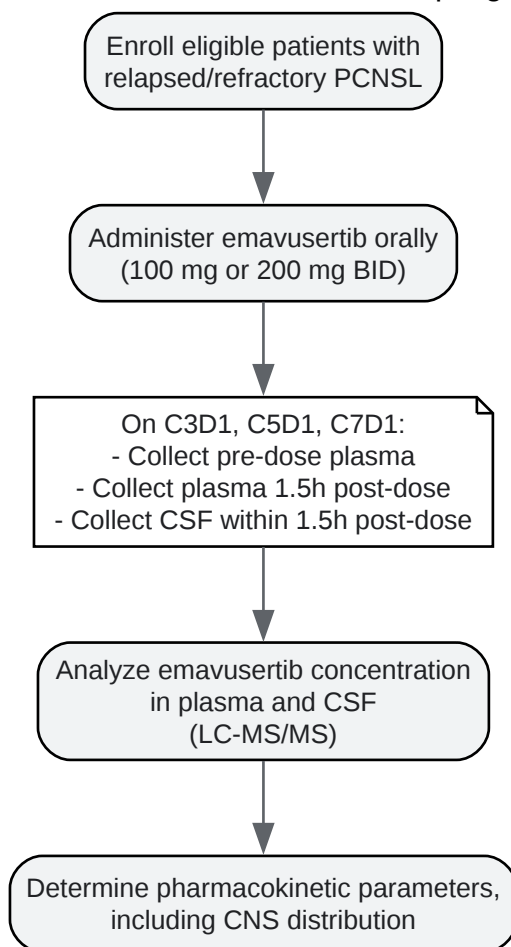 Enroll eligible patients with
relapsed/refractory PCNSL
Administer emavusertib orally
(100 mg or 200 mg BID)
On C3D1, C5D1, C7D1:
- Collect pre-dose plasma
- Collect plasma 1.5h post-dose
- Collect CSF within 1.5h post-dose
Analyze emavusertib concentration
in plasma and CSF
(LC-MS/MS)
Determine pharmacokinetic parameters,
including CNS distribution